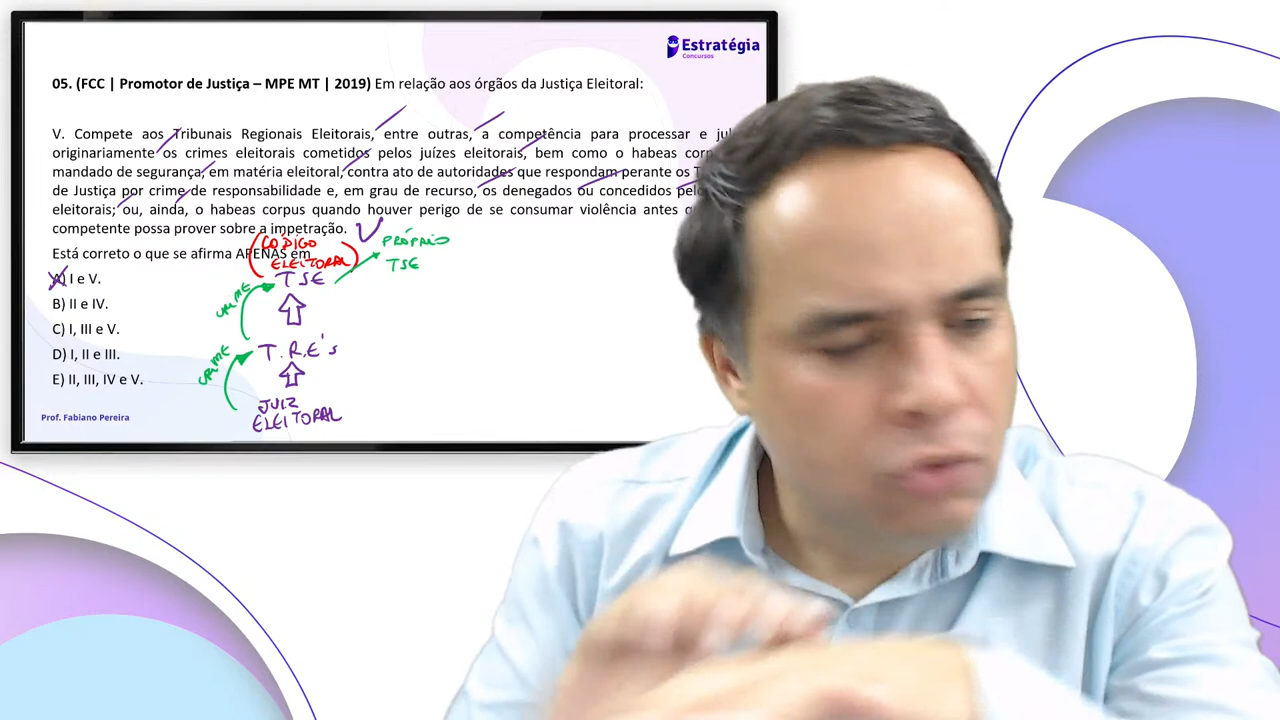 Estratégia
Concursos
05. (FCC | Promotor de Justiça – MPE MT | 2019) Em relação aos órgãos da Justiça Eleitoral:
V. Compete aos Tribunais Regionais Eleitorais, entre outras, a competência para processar e
originariamente os crimes eleitorais cometidos pelos juízes eleitorais, bem como o habeas
mandado de segurança, em matéria eleitoral, contra ato de autoridades que respondam perante os
de Justiça por crime de responsabilidade e, em grau de recurso, os denegados ou concedidos
eleitorais; ou, ainda, o habeas corpus quando houver perigo de se consumar violência antes
competente possa prover sobre a impetração.
(CÓDIGO
ELEITORAL)
PRÓPRIO
TSE
Está correto o que se afirma APENAS em
A) I e V.
TSE
B) II e IV.
CRIME
C) I, III e V.
D) I, II e III.
T.R.E's
CRIME
E) II, III, IV e V.
JUIZ
ELEITORAL
Prof. Fabiano Pereira